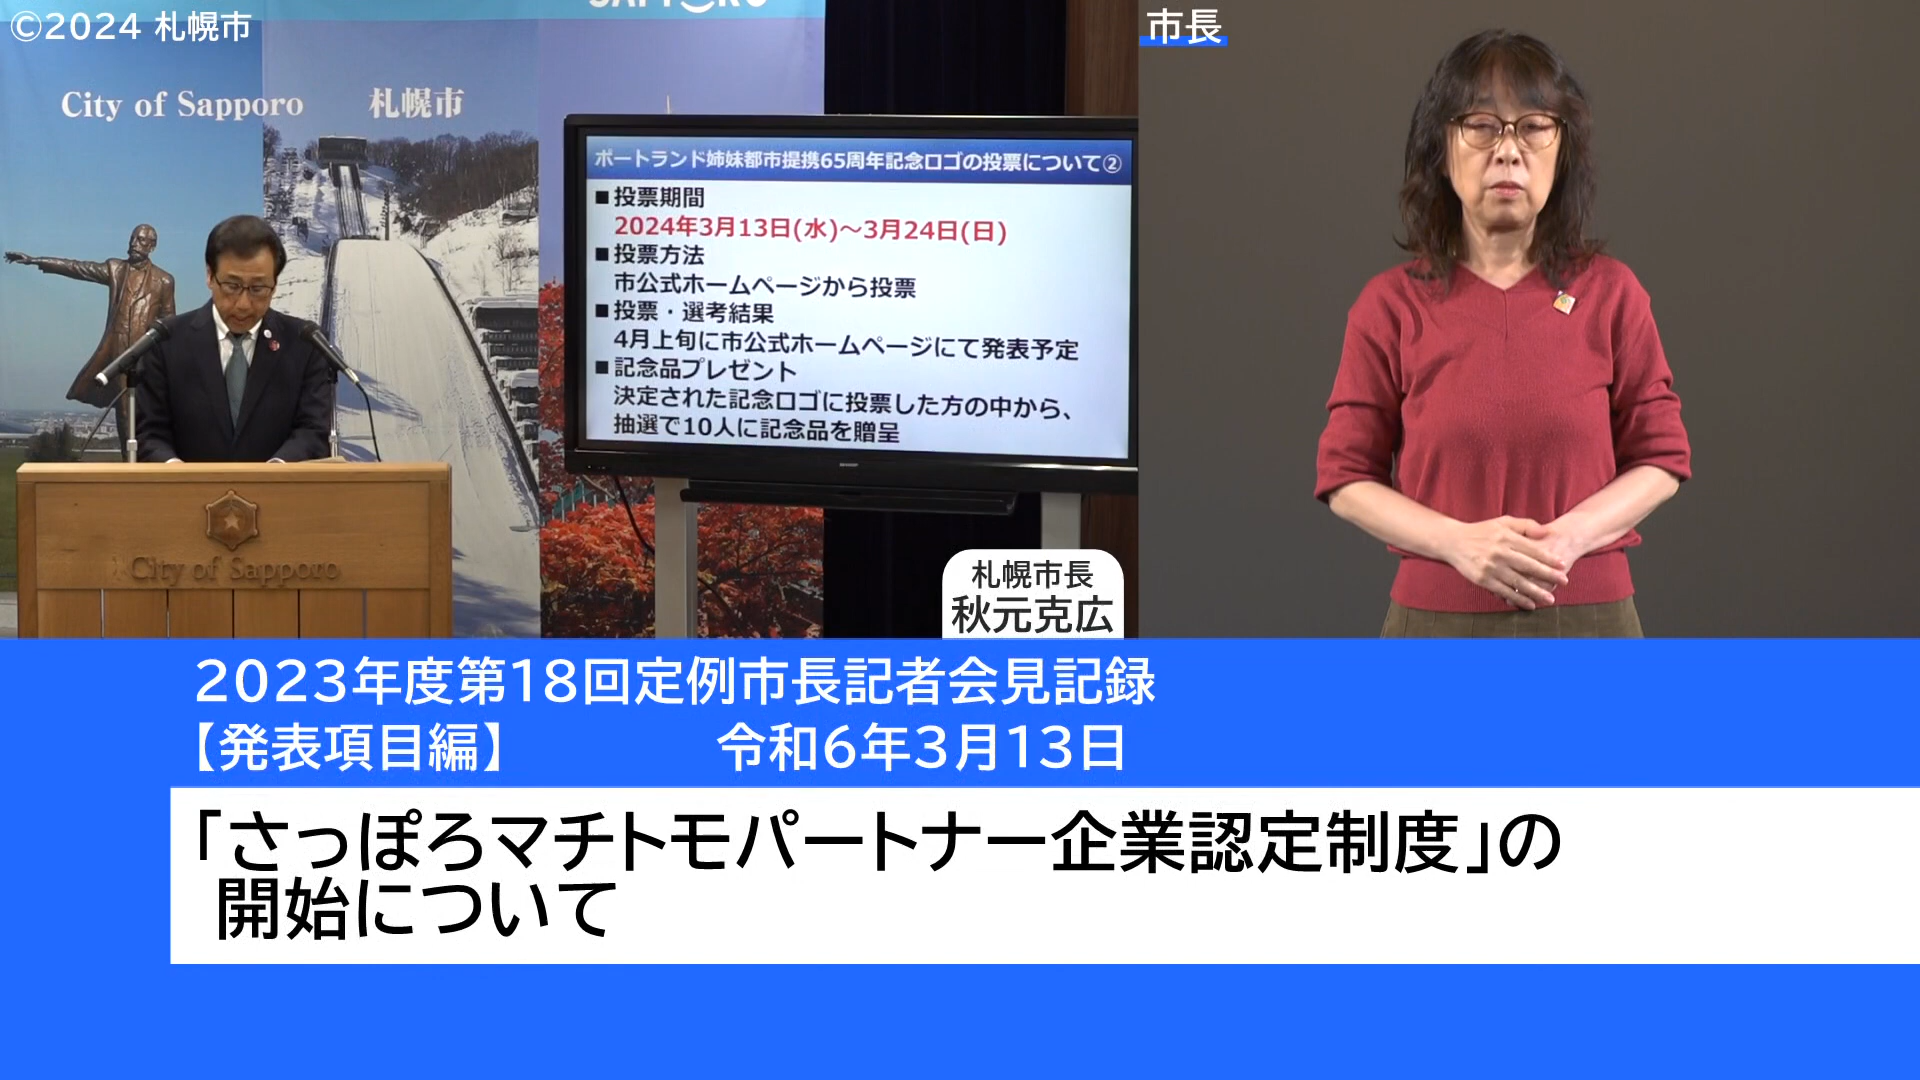 ©2024 札幌市
City of Sapporo 札幌市
ポートランド姉妹都市提携65周年記念ロゴの投票について②
■投票期間
2024年3月13日(水)～3月24日(日)
■投票方法
市公式ホームページから投票
■投票・選考結果
4月上旬に市公式ホームページにて発表予定
■記念品プレゼント
決定された記念ロゴに投票した方の中から、
抽選で10人に記念品を贈呈
SHARP
City of Sapporo
市長
札幌市長
秋元克広
2023年度第18回定例市長記者会見記録
【発表項目編】 令和6年3月13日
「さっぽろマチトモパートナー企業認定制度」の
開始について